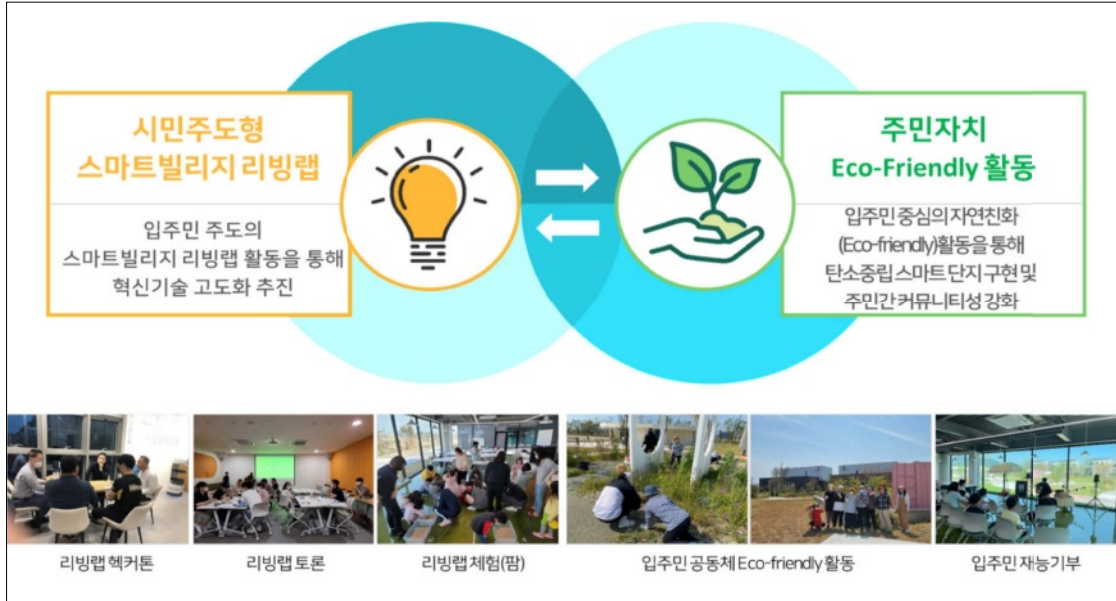 시민주도형
스마트빌리지 리빙랩
입주민 주도의
스마트빌리지 리빙랩 활동을 통해
혁신기술 고도화 추진
주민자치
Eco-Friendly 활동
입주민 중심의 자연친화
(Eco-friendly)활동을 통해
탄소중립 스마트 단지 구현 및
주민간 커뮤니티성 강화
리빙랩 헥커톤
리빙랩 토론
리빙랩 체험(팜)
입주민 공동체 Eco-friendly 활동
입주민 재능기부